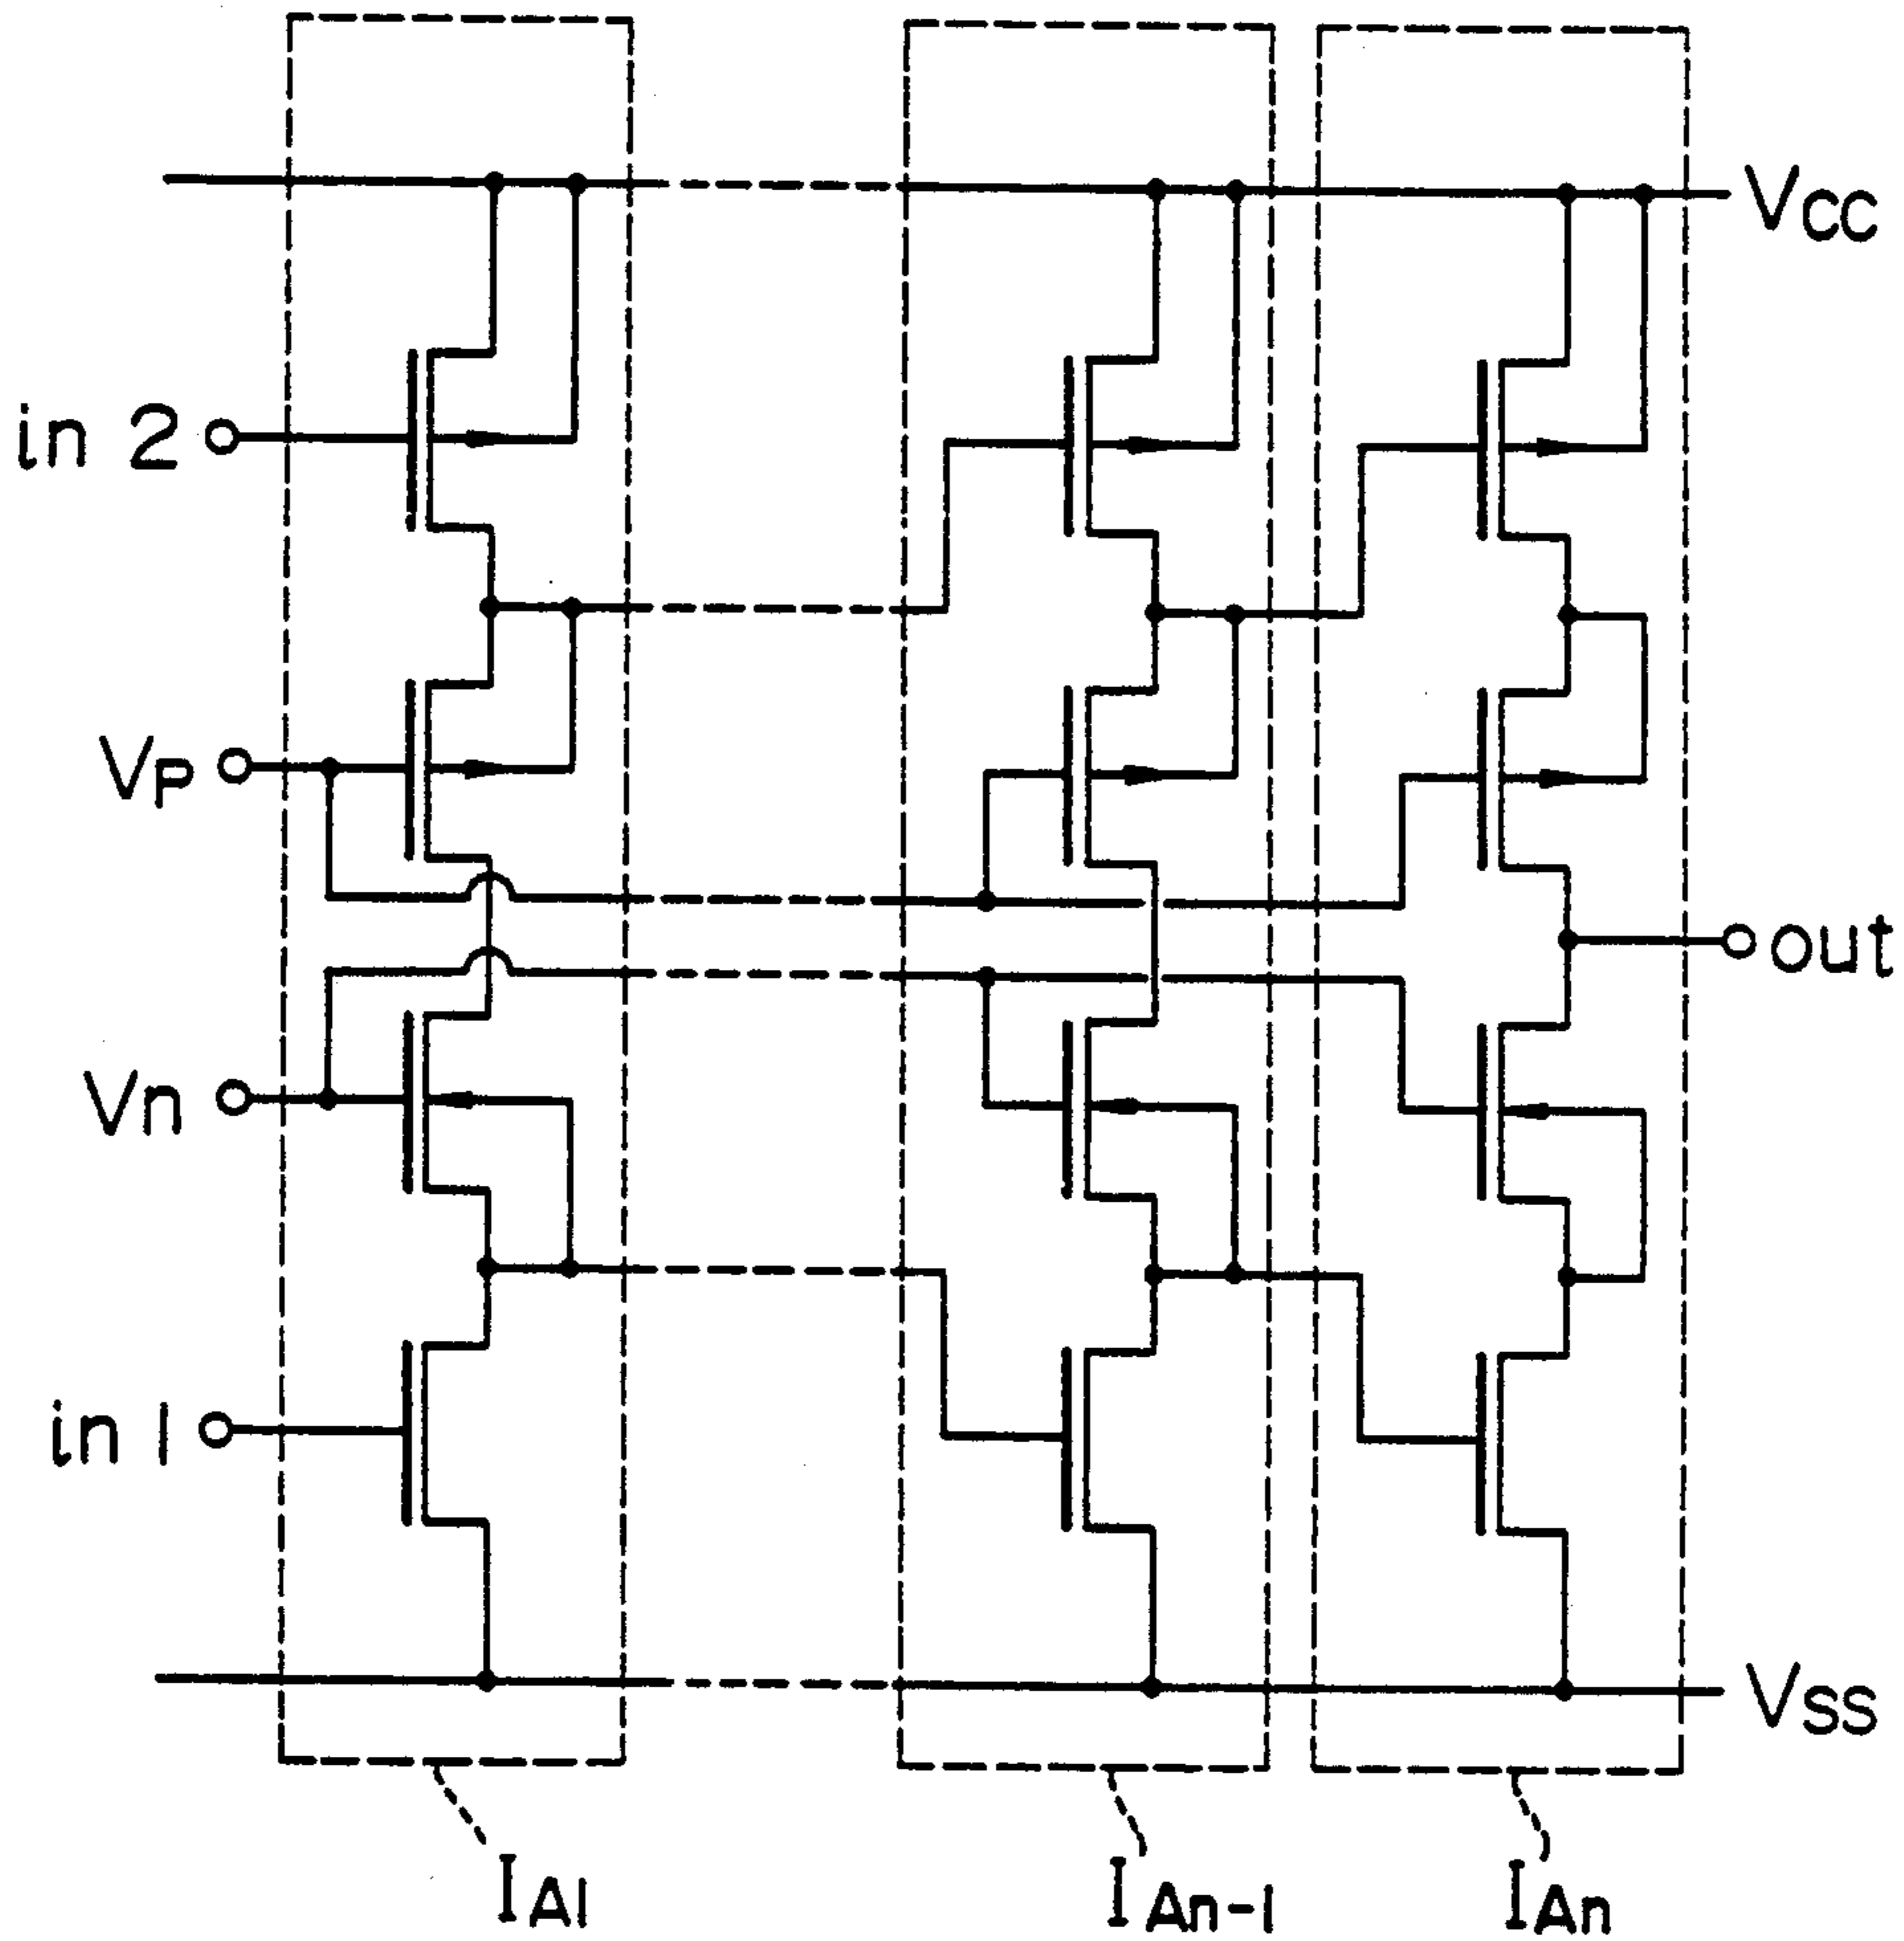 VCC
in 2
VP
out
Vn
in 1
VSS
IA1
IAn-1
IAn